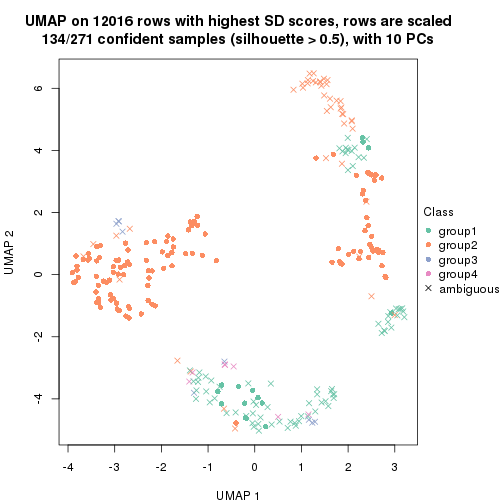 UMAP on 12016 rows with highest SD scores, rows are scaled
134/271 confident samples (silhouette > 0.5), with 10 PCs
6
4
2
0
-2
-4
UMAP 2
-4
-3
-2
-1
0
1
2
3
UMAP 1
Class
group1
group2
group3
group4
ambiguous